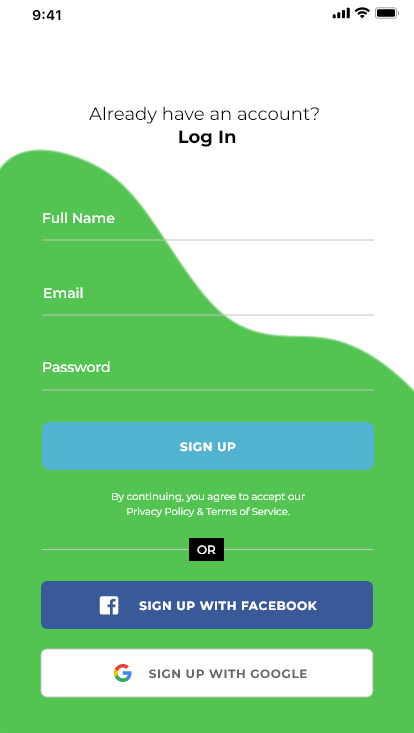 9:41
Already have an account?
Log In
Full Name
Email
Password
SIGN UP
By continuing, you agree to accept our
Privacy Policy & Terms of Service.
OR
SIGN UP WITH FACEBOOK
SIGN UP WITH GOOGLE